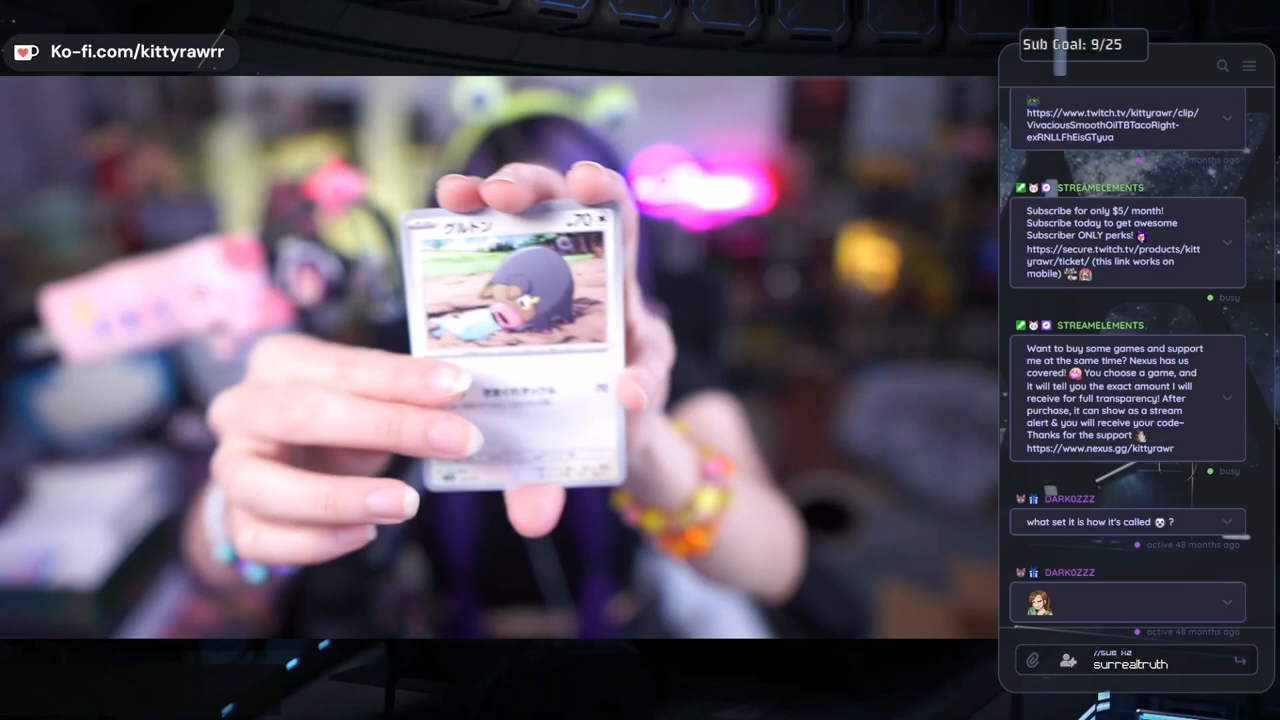 Ko-fi.com/kittyrawrr
Sub Goal: 9/25
https://www.twitch.tv/kittyrawr/clip/
VivaciousSmoothOilTBTacoRight-
exRNLLFhEisGTyua
months ago
STREAMELEMENTS
Subscribe for only $5/ month!
Subscribe today to get awesome
Subscriber ONLY perks!
https://secure.twitch.tv/products/kitt
yrawr/ticket/ (this link works on
mobile)
busy
STREAMELEMENTS
Want to buy some games and support
me at the same time? Nexus has us
covered! You choose a game, and
it will tell you the exact amount I will
receive for full transparency! After
purchase, it can show as a stream
alert & you will receive your code-
Thanks for the support
https://www.nexus.gg/kittyrawr
busy
DARK0ZZZ
what set it is how it's called ?
active 48 months ago
DARK0ZZZ
active 48 months ago
surrealtruth
グルトン
70
70